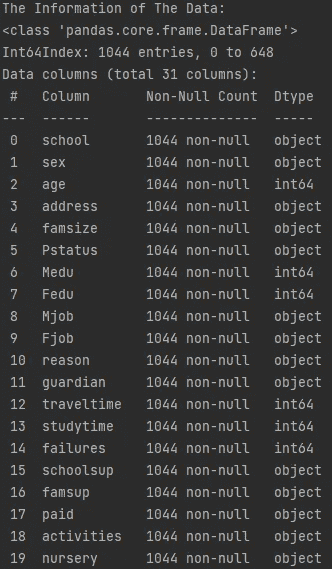 The Information of The Data:
<class 'pandas.core.frame.DataFrame'>
Int64Index: 1044 entries, 0 to 648
Data columns (total 31 columns):
 #   Column      Non-Null Count  Dtype
---  ------      --------------  -----
 0   school      1044 non-null   object
 1   sex         1044 non-null   object
 2   age         1044 non-null   int64
 3   address     1044 non-null   object
 4   famsize     1044 non-null   object
 5   Pstatus     1044 non-null   object
 6   Medu        1044 non-null   int64
 7   Fedu        1044 non-null   int64
 8   Mjob        1044 non-null   object
 9   Fjob        1044 non-null   object
 10  reason      1044 non-null   object
 11  guardian    1044 non-null   object
 12  traveltime  1044 non-null   int64
 13  studytime   1044 non-null   int64
 14  failures    1044 non-null   int64
 15  schoolsup   1044 non-null   object
 16  famsup      1044 non-null   object
 17  paid        1044 non-null   object
 18  activities  1044 non-null   object
 19  nursery     1044 non-null   object